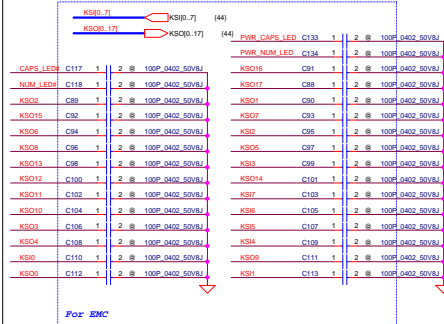 KSI[0..7] KSI[0..7] (44)
KSO[0..17] KSO[0..17] (44)
PWR_CAPS_LED C133 1 2 @ 100P_0402_50V8J
PWR_NUM_LED C134 1 2 @ 100P_0402_50V8J
CAPS_LED# C117 1 2 @ 100P_0402_50V8J KSO16 C91 1 2 @ 100P_0402_50V8J
NUM_LED# C118 1 2 @ 100P_0402_50V8J KSO17 C88 1 2 @ 100P_0402_50V8J
KSO2 C89 1 2 @ 100P_0402_50V8J KSO1 C90 1 2 @ 100P_0402_50V8J
KSO15 C92 1 2 @ 100P_0402_50V8J KSO7 C93 1 2 @ 100P_0402_50V8J
KSO6 C94 1 2 @ 100P_0402_50V8J KSI2 C95 1 2 @ 100P_0402_50V8J
KSO8 C96 1 2 @ 100P_0402_50V8J KSO5 C97 1 2 @ 100P_0402_50V8J
KSO13 C98 1 2 @ 100P_0402_50V8J KSI3 C99 1 2 @ 100P_0402_50V8J
KSO12 C100 1 2 @ 100P_0402_50V8J KSO14 C101 1 2 @ 100P_0402_50V8J
KSO11 C102 1 2 @ 100P_0402_50V8J KSI7 C103 1 2 @ 100P_0402_50V8J
KSO10 C104 1 2 @ 100P_0402_50V8J KSI6 C105 1 2 @ 100P_0402_50V8J
KSO3 C106 1 2 @ 100P_0402_50V8J KSI5 C107 1 2 @ 100P_0402_50V8J
KSO4 C108 1 2 @ 100P_0402_50V8J KSI4 C109 1 2 @ 100P_0402_50V8J
KSI0 C110 1 2 @ 100P_0402_50V8J KSO9 C111 1 2 @ 100P_0402_50V8J
KSO0 C112 1 2 @ 100P_0402_50V8J KSI1 C113 1 2 @ 100P_0402_50V8J
For EMC